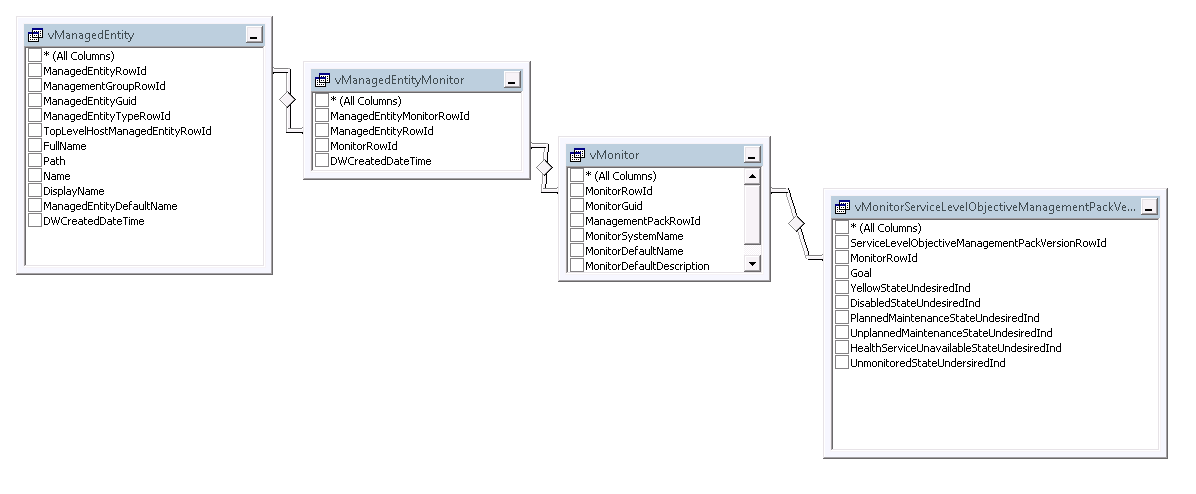 vManagedEntity
* (All Columns)
ManagedEntityRowId
ManagementGroupRowId
ManagedEntityGuid
ManagedEntityTypeRowId
TopLevelHostManagedEntityRowId
FullName
Path
Name
DisplayName
ManagedEntityDefaultName
DWCreatedDateTime
vManagedEntityMonitor
* (All Columns)
ManagedEntityMonitorRowId
ManagedEntityRowId
MonitorRowId
DWCreatedDateTime
vMonitor
* (All Columns)
MonitorRowId
MonitorGuid
ManagementPackRowId
MonitorSystemName
MonitorDefaultName
MonitorDefaultDescription
vMonitorServiceLevelObjectiveManagementPackVe...
* (All Columns)
ServiceLevelObjectiveManagementPackVersionRowId
MonitorRowId
Goal
YellowStateUndesiredInd
DisabledStateUndesiredInd
PlannedMaintenanceStateUndesiredInd
UnplannedMaintenanceStateUndesiredInd
HealthServiceUnavailableStateUndesiredInd
UnmonitoredStateUndersiredInd